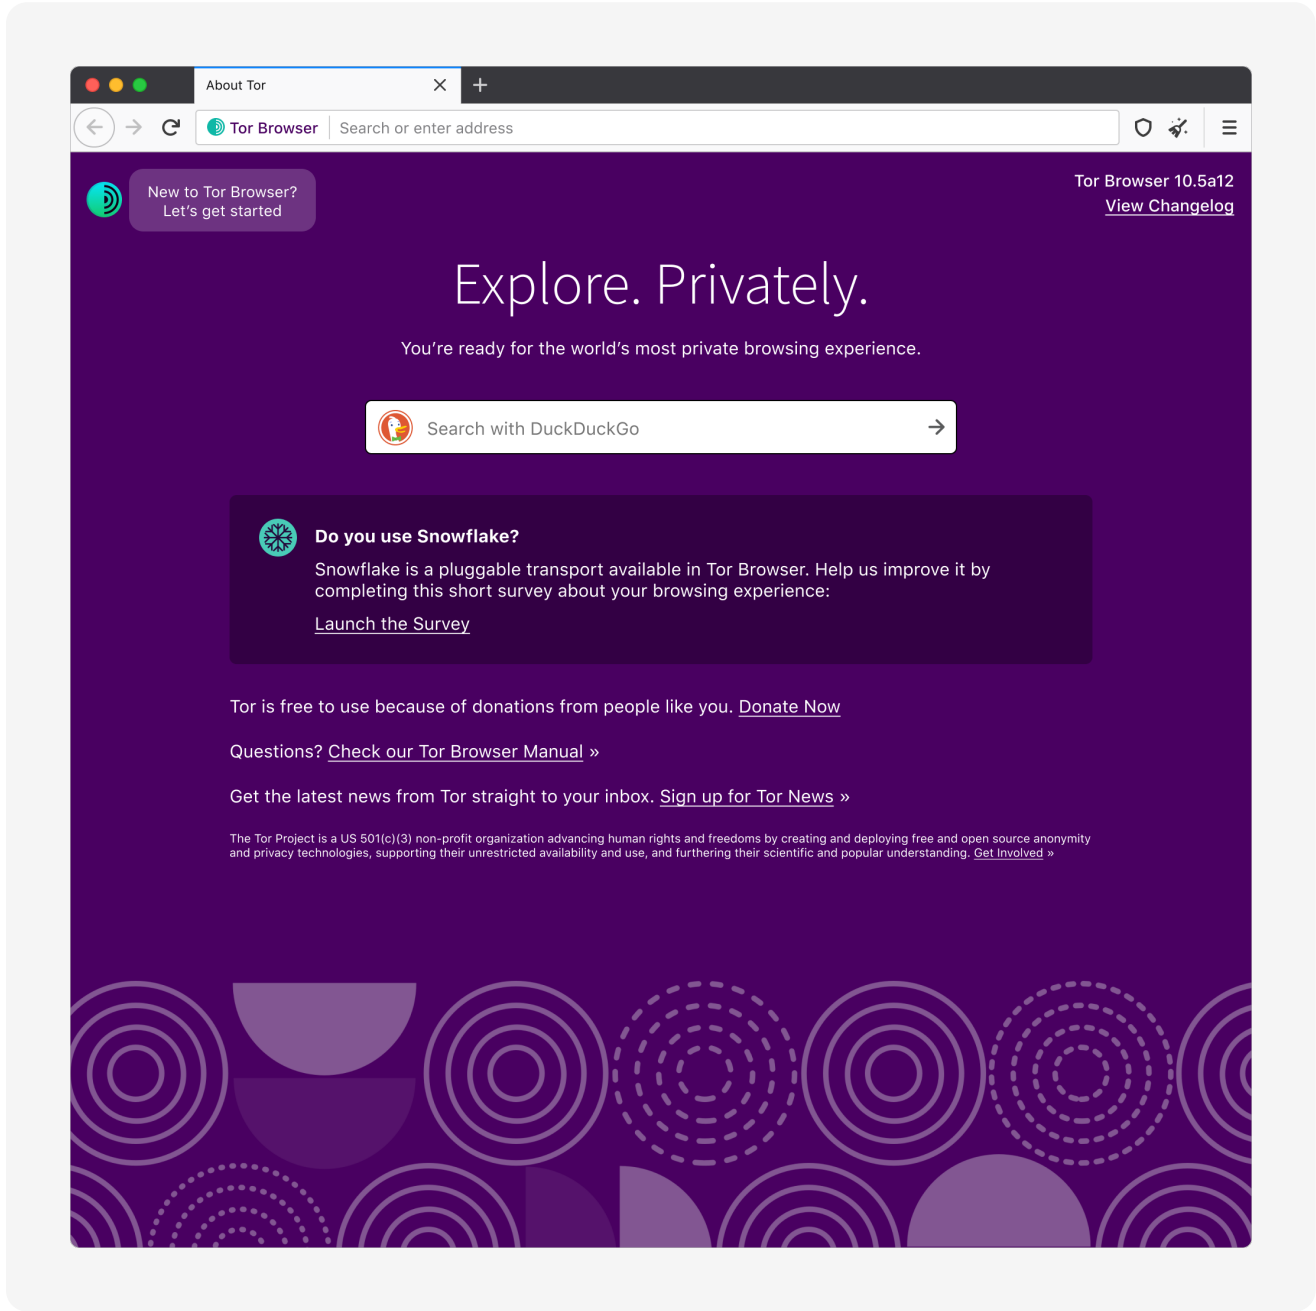 About Tor
Tor Browser
Search or enter address
New to Tor Browser?
Let’s get started
Tor Browser 10.5a12
View Changelog
Explore. Privately.
You’re ready for the world’s most private browsing experience.
Search with DuckDuckGo
Do you use Snowflake?
Snowflake is a pluggable transport available in Tor Browser. Help us improve it by
completing this short survey about your browsing experience:
Launch the Survey
Tor is free to use because of donations from people like you. Donate Now
Questions? Check our Tor Browser Manual »
Get the latest news from Tor straight to your inbox. Sign up for Tor News »
The Tor Project is a US 501(c)(3) non-profit organization advancing human rights and freedoms by creating and deploying free and open source anonymity
and privacy technologies, supporting their unrestricted availability and use, and furthering their scientific and popular understanding. Get Involved »